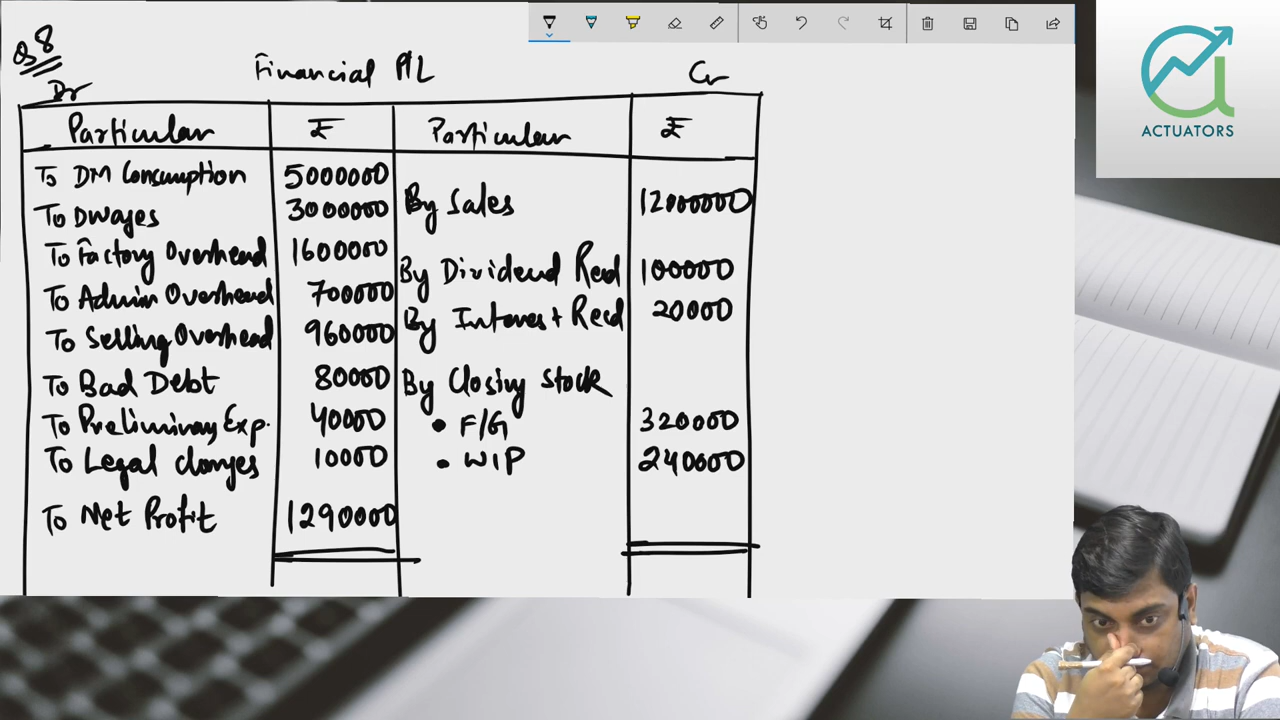 Q8
Financial P/L
Dr
Cr
Particular ₹ Particular ₹
To DM Consumption 5000000
To DWages 3000000
By Sales 12000000
To Factory Overhead 1600000
By Dividend Recd 100000
To Admin Overhead 700000
By Interest Recd 20000
To Selling Overhead 960000
To Bad Debt 80000
By Closing Stock
To Preliminary Exp. 40000
• F/G 320000
To Legal charges 10000
• WIP 240000
To Net Profit 1290000
ACTUATORS